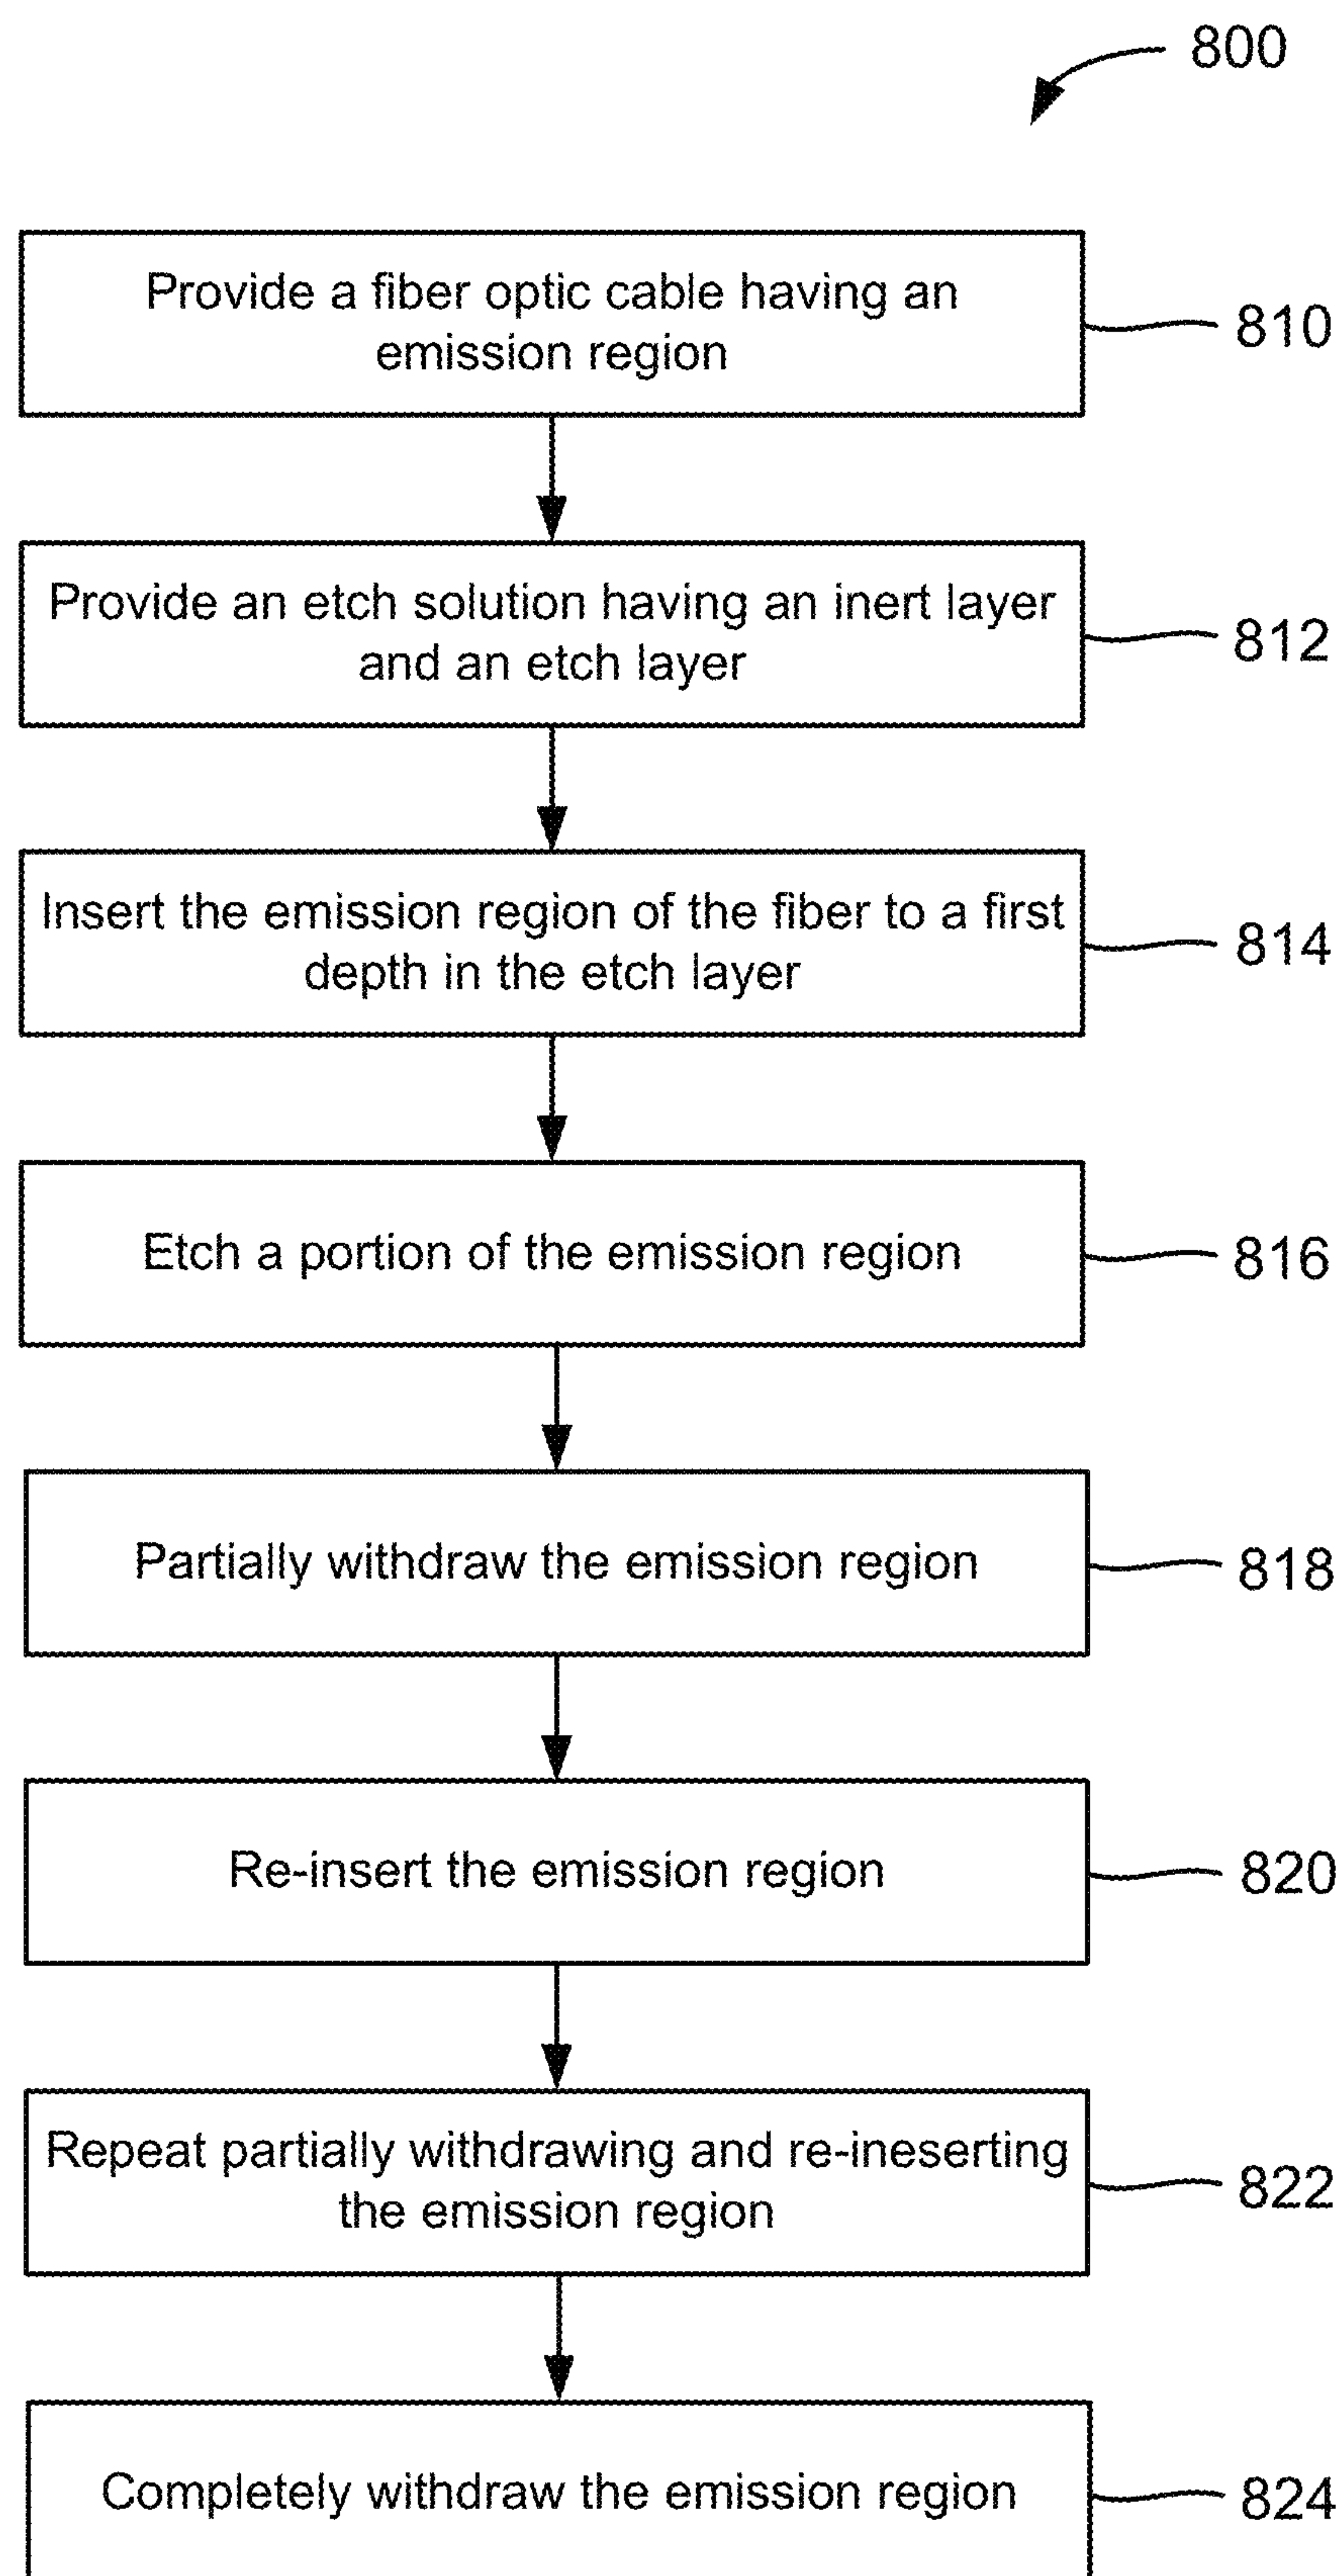 800
Provide a fiber optic cable having an
emission region
810
Provide an etch solution having an inert layer
and an etch layer
812
Insert the emission region of the fiber to a first
depth in the etch layer
814
Etch a portion of the emission region
816
Partially withdraw the emission region
818
Re-insert the emission region
820
Repeat partially withdrawing and re-ineserting
the emission region
822
Completely withdraw the emission region
824